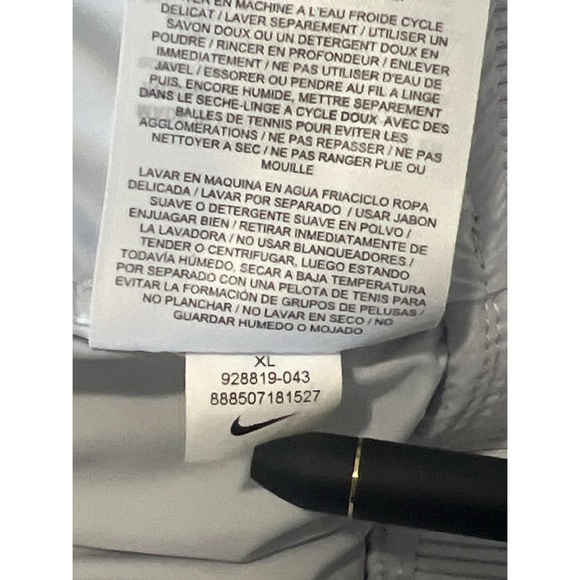 EN MACHINE A L'EAU FROIDE CYCLE
DELICAT / LAVER SEPAREMENT / UTILISER UN
SAVON DOUX OU UN DETERGENT DOUX EN
POUDRE / RINCER EN PROFONDEUR / ENLEVER
IMMEDIATEMENT / NE PAS UTILISER D'EAU DE
JAVEL / ESSORER OU PENDRE AU FIL A LINGE
PUIS, ENCORE HUMIDE, METTRE SEPAREMENT
DANS LE SECHE-LINGE A CYCLE DOUX AVEC DES
BALLES DE TENNIS POUR EVITER LES
AGGLOMERATIONS / NE PAS REPASSER / NE PAS
NETTOYER A SEC / NE PAS RANGER PLIE OU
MOUILLE
LAVAR EN MAQUINA EN AGUA FRIACICLO ROPA
DELICADA / LAVAR POR SEPARADO / USAR JABON
SUAVE O DETERGENTE SUAVE EN POLVO /
ENJUAGAR BIEN / RETIRAR INMEDIATAMENTE DE
LA LAVADORA / NO USAR BLANQUEADORES /
TENDER O CENTRIFUGAR, LUEGO ESTANDO
TODAVÍA HÚMEDO, SECAR A BAJA TEMPERATURA
POR SEPARADO CON UNA PELOTA DE TENIS PARA
EVITAR LA FORMACIÓN DE GRUPOS DE PELUSAS /
NO PLANCHAR / NO LAVAR EN SECO / NO
GUARDAR HUMEDO O MOJADO
XL
928819-043
888507181527